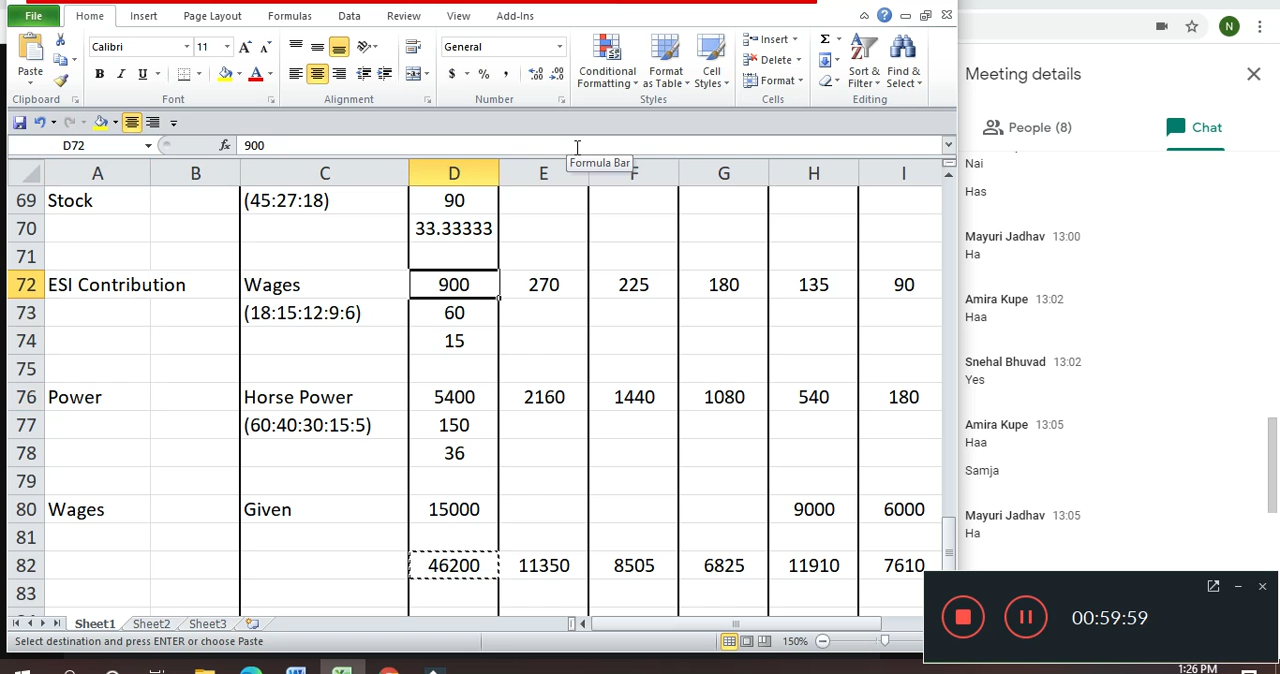 File Home Insert Page Layout Formulas Data Review View Add-Ins
Paste
Calibri 11
B I U
General
$ % ,
Conditional Formatting
Format as Table
Cell Styles
Insert
Delete
Format
Sort & Filter
Find & Select
Clipboard Font Alignment Number Styles Cells Editing
D72 fx 900
Formula Bar
A B C D E F G H I
69 Stock (45:27:18) 90
70 33.33333
71
72 ESI Contribution Wages 900 270 225 180 135 90
73 (18:15:12:9:6) 60
74 15
75
76 Power Horse Power 5400 2160 1440 1080 540 180
77 (60:40:30:15:5) 150
78 36
79
80 Wages Given 15000 9000 6000
81
82 46200 11350 8505 6825 11910 7610
83
Sheet1 Sheet2 Sheet3
Select destination and press ENTER or choose Paste 150%
N
Meeting details
People (8) Chat
Nai
Has
Mayuri Jadhav 13:00
Ha
Amira Kupe 13:02
Haa
Snehal Bhuvad 13:02
Yes
Amira Kupe 13:05
Haa
Samja
Mayuri Jadhav 13:05
Ha
00:59:59
1:26 PM